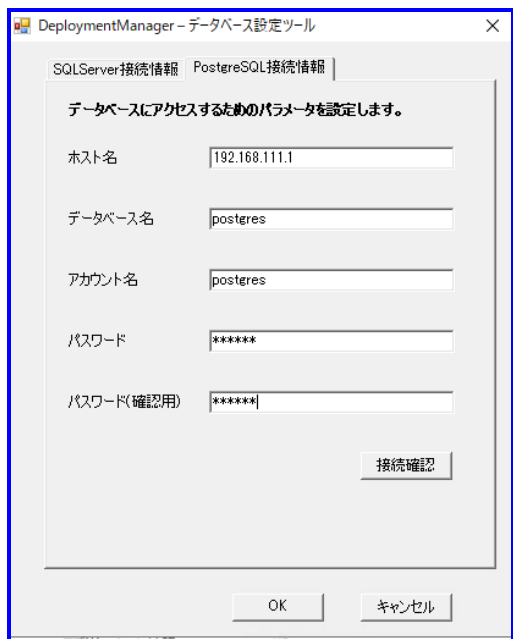 DeploymentManager – データベース設定ツール
SQLServer接続情報 PostgreSQL接続情報
データベースにアクセスするためのパラメータを設定します。
ホスト名 192.168.111.1
データベース名 postgres
アカウント名 postgres
パスワード ******
パスワード(確認用) ******
接続確認
OK キャンセル